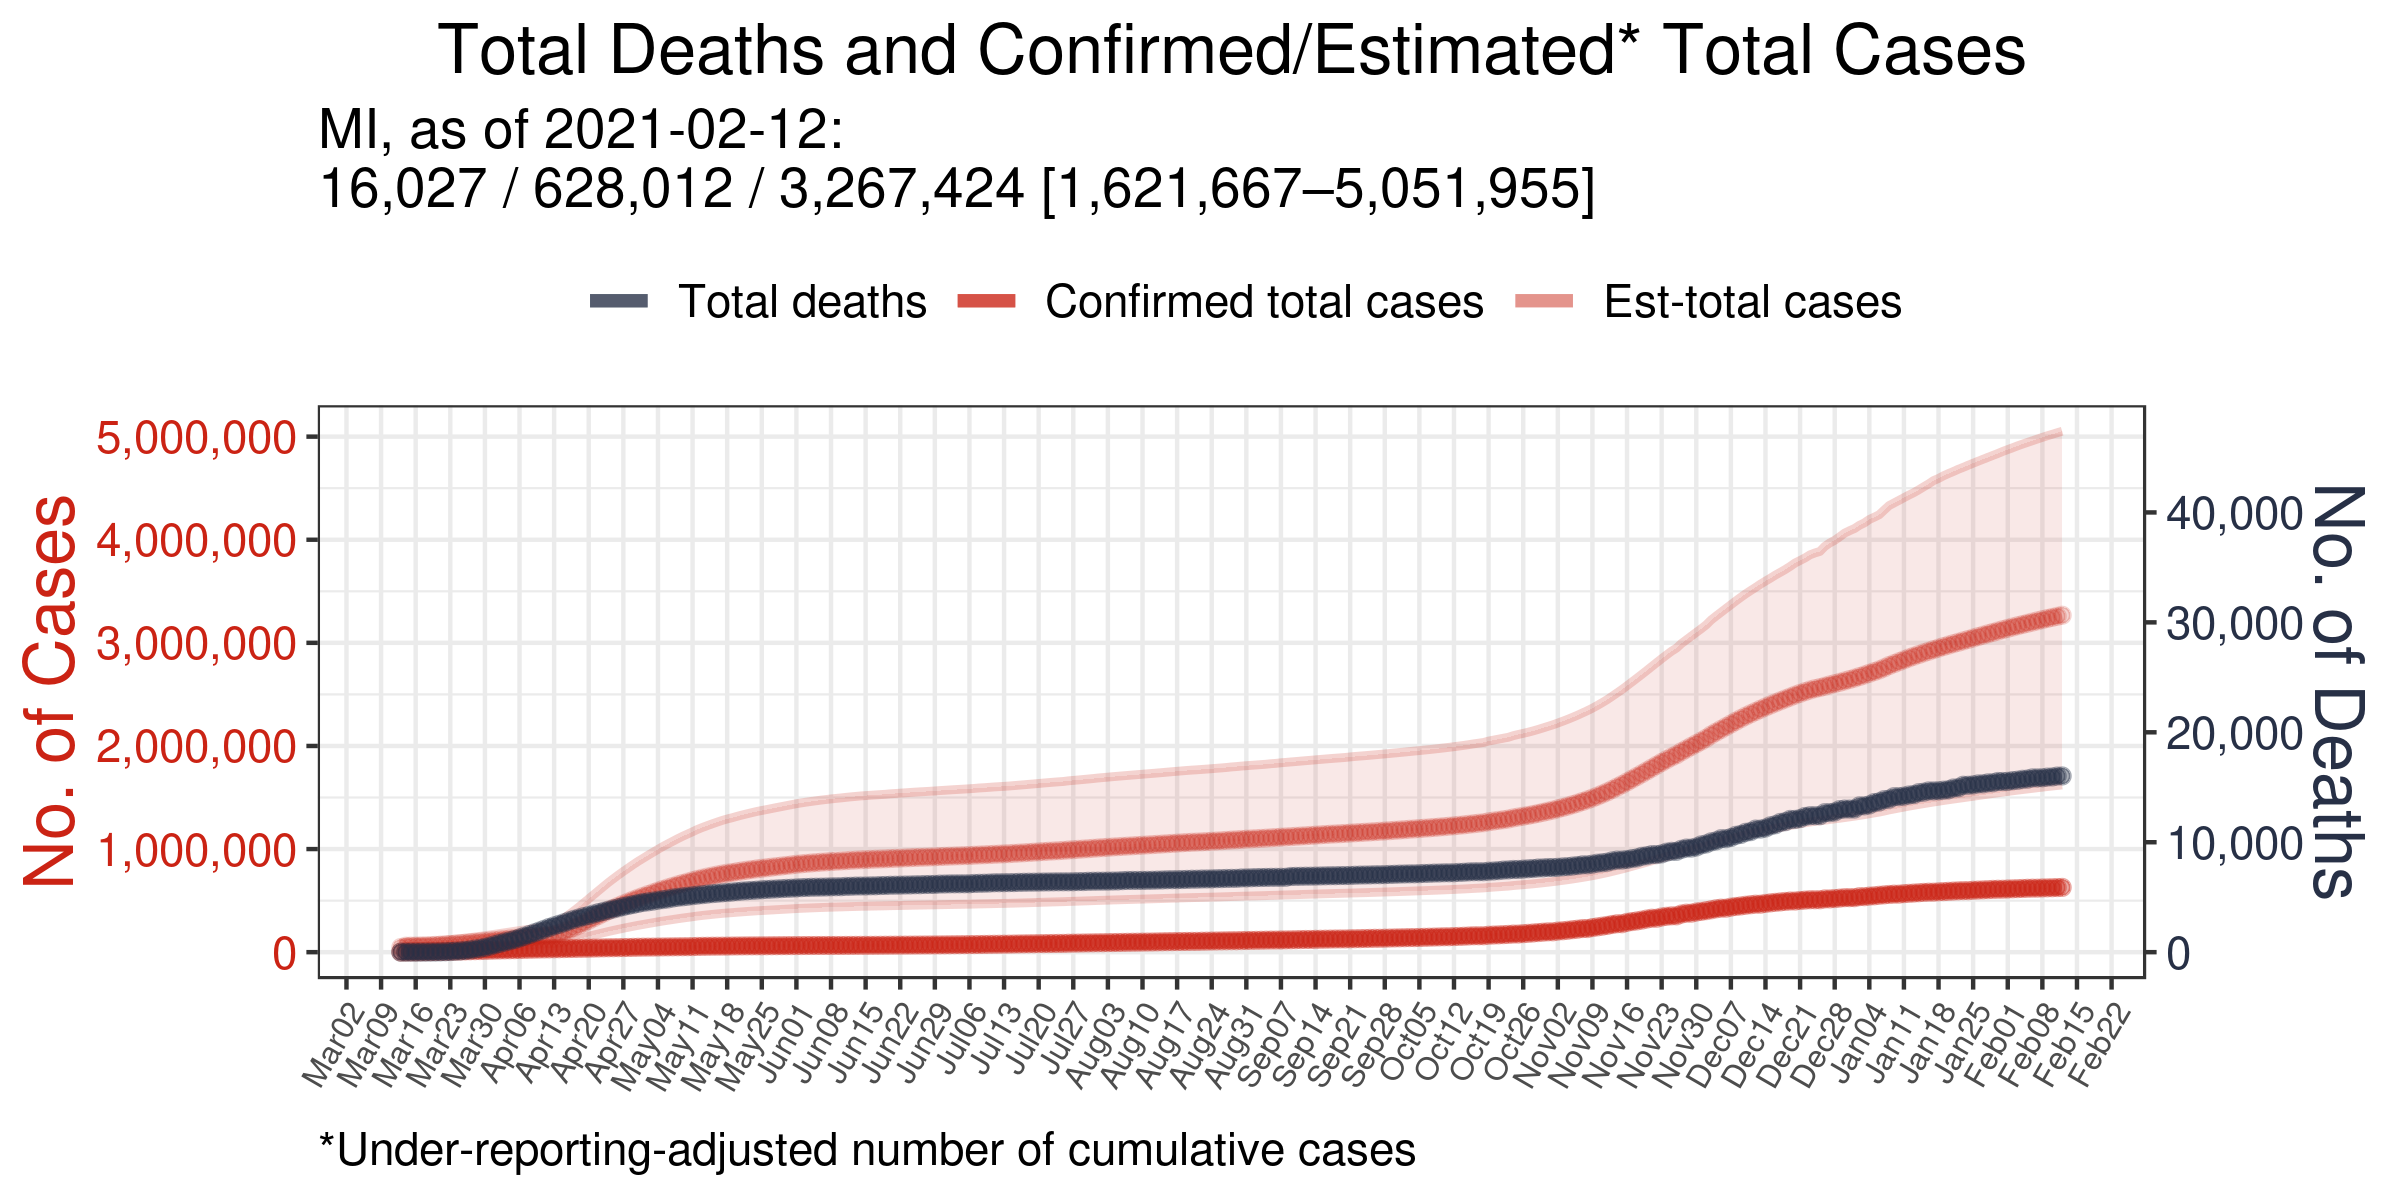 Total Deaths and Confirmed/Estimated* Total Cases
MI, as of 2021-02-12:
16,027 / 628,012 / 3,267,424 [1,621,667–5,051,955]
Total deaths
Confirmed total cases
Est-total cases
No. of Cases
5,000,000
4,000,000
3,000,000
2,000,000
1,000,000
0
40,000
30,000
20,000
10,000
0
No. of Deaths
Mar02
Mar09
Mar16
Mar23
Mar30
Apr06
Apr13
Apr20
Apr27
May04
May11
May18
May25
Jun01
Jun08
Jun15
Jun22
Jun29
Jul06
Jul13
Jul20
Jul27
Aug03
Aug10
Aug17
Aug24
Aug31
Sep07
Sep14
Sep21
Sep28
Oct05
Oct12
Oct19
Oct26
Nov02
Nov09
Nov16
Nov23
Nov30
Dec07
Dec14
Dec21
Dec28
Jan04
Jan11
Jan18
Jan25
Feb01
Feb08
Feb15
Feb22
*Under-reporting-adjusted number of cumulative cases